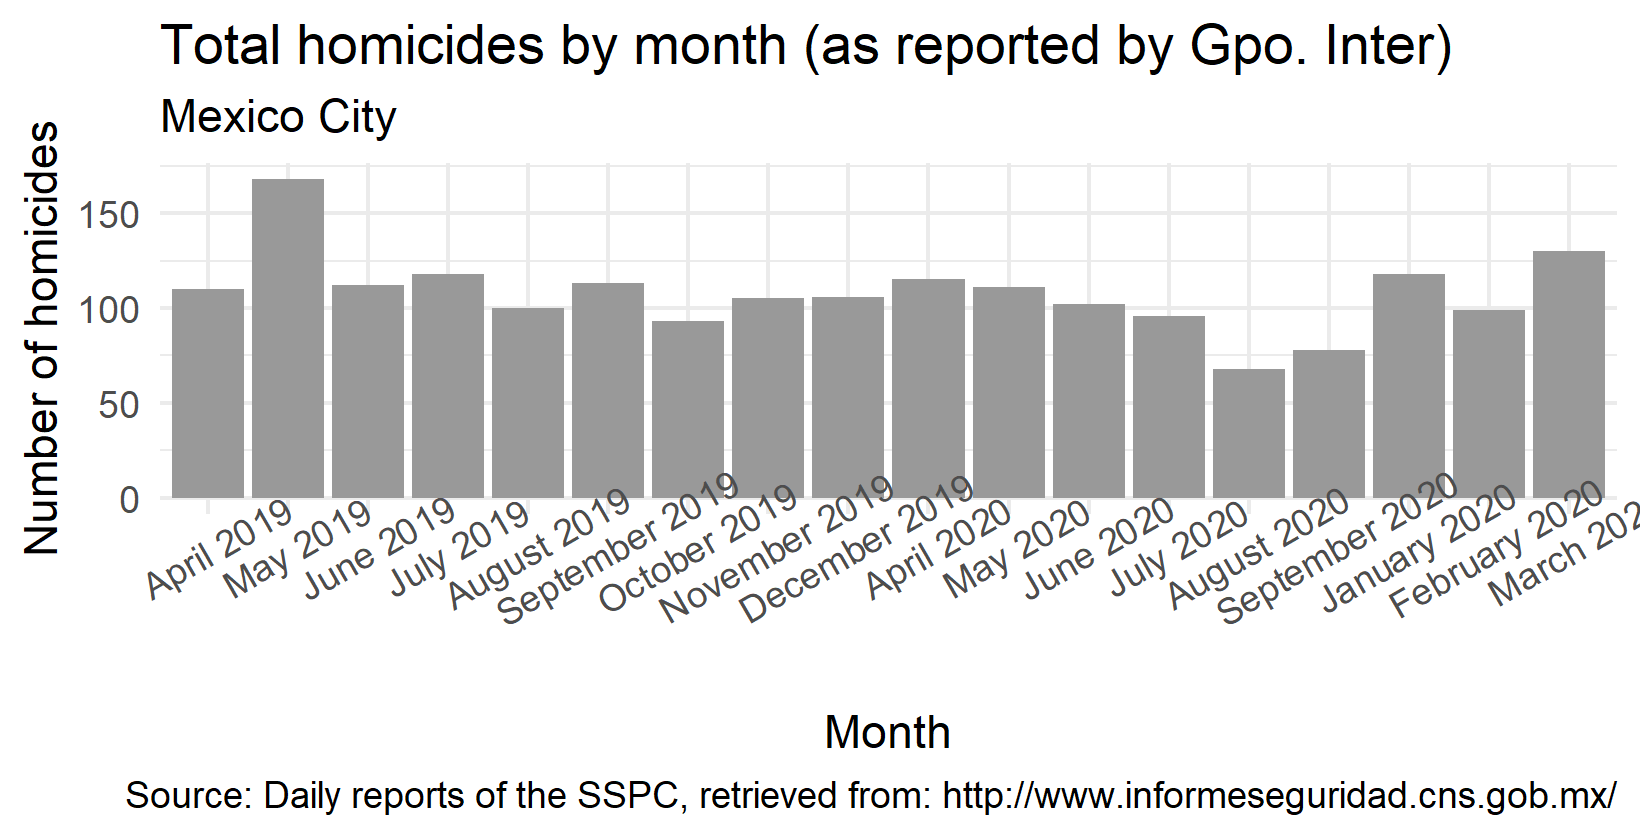 Total homicides by month (as reported by Gpo. Inter)
Mexico City
Number of homicides
150
100
50
0
April 2019
May 2019
June 2019
July 2019
August 2019
September 2019
October 2019
November 2019
December 2019
April 2020
May 2020
June 2020
July 2020
August 2020
September 2020
January 2020
February 2020
March 202
Month
Source: Daily reports of the SSPC, retrieved from: http://www.informeseguridad.cns.gob.mx/